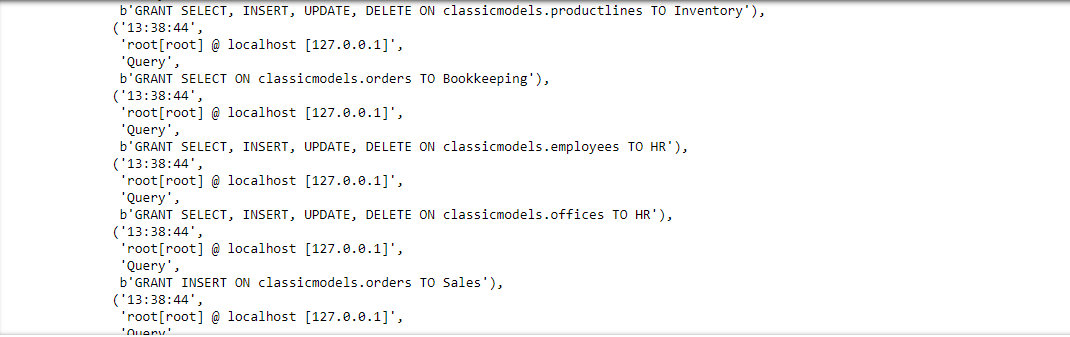 b'GRANT SELECT, INSERT, UPDATE, DELETE ON classicmodels.productlines TO Inventory'),
('13:38:44',
'root[root] @ localhost [127.0.0.1]',
'Query',
b'GRANT SELECT ON classicmodels.orders TO Bookkeeping'),
('13:38:44',
'root[root] @ localhost [127.0.0.1]',
'Query',
b'GRANT SELECT, INSERT, UPDATE, DELETE ON classicmodels.employees TO HR'),
('13:38:44',
'root[root] @ localhost [127.0.0.1]',
'Query',
b'GRANT SELECT, INSERT, UPDATE, DELETE ON classicmodels.offices TO HR'),
('13:38:44',
'root[root] @ localhost [127.0.0.1]',
'Query',
b'GRANT INSERT ON classicmodels.orders TO Sales'),
('13:38:44',
'root[root] @ localhost [127.0.0.1]',
'Query'